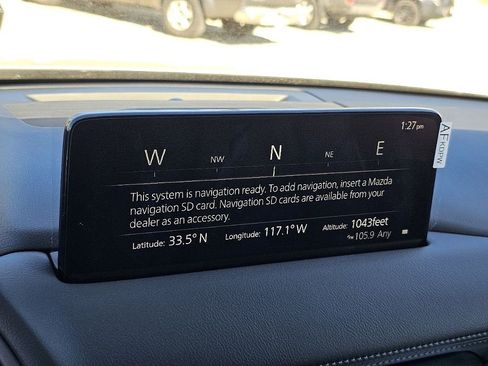 1:27pm
W NW N NE E
This system is navigation ready. To add navigation, insert a Mazda
navigation SD card. Navigation SD cards are available from your
dealer as an accessory.
Latitude: 33.5° N Longitude: 117.1° W Altitude: 1043feet
105.9 Any
AF